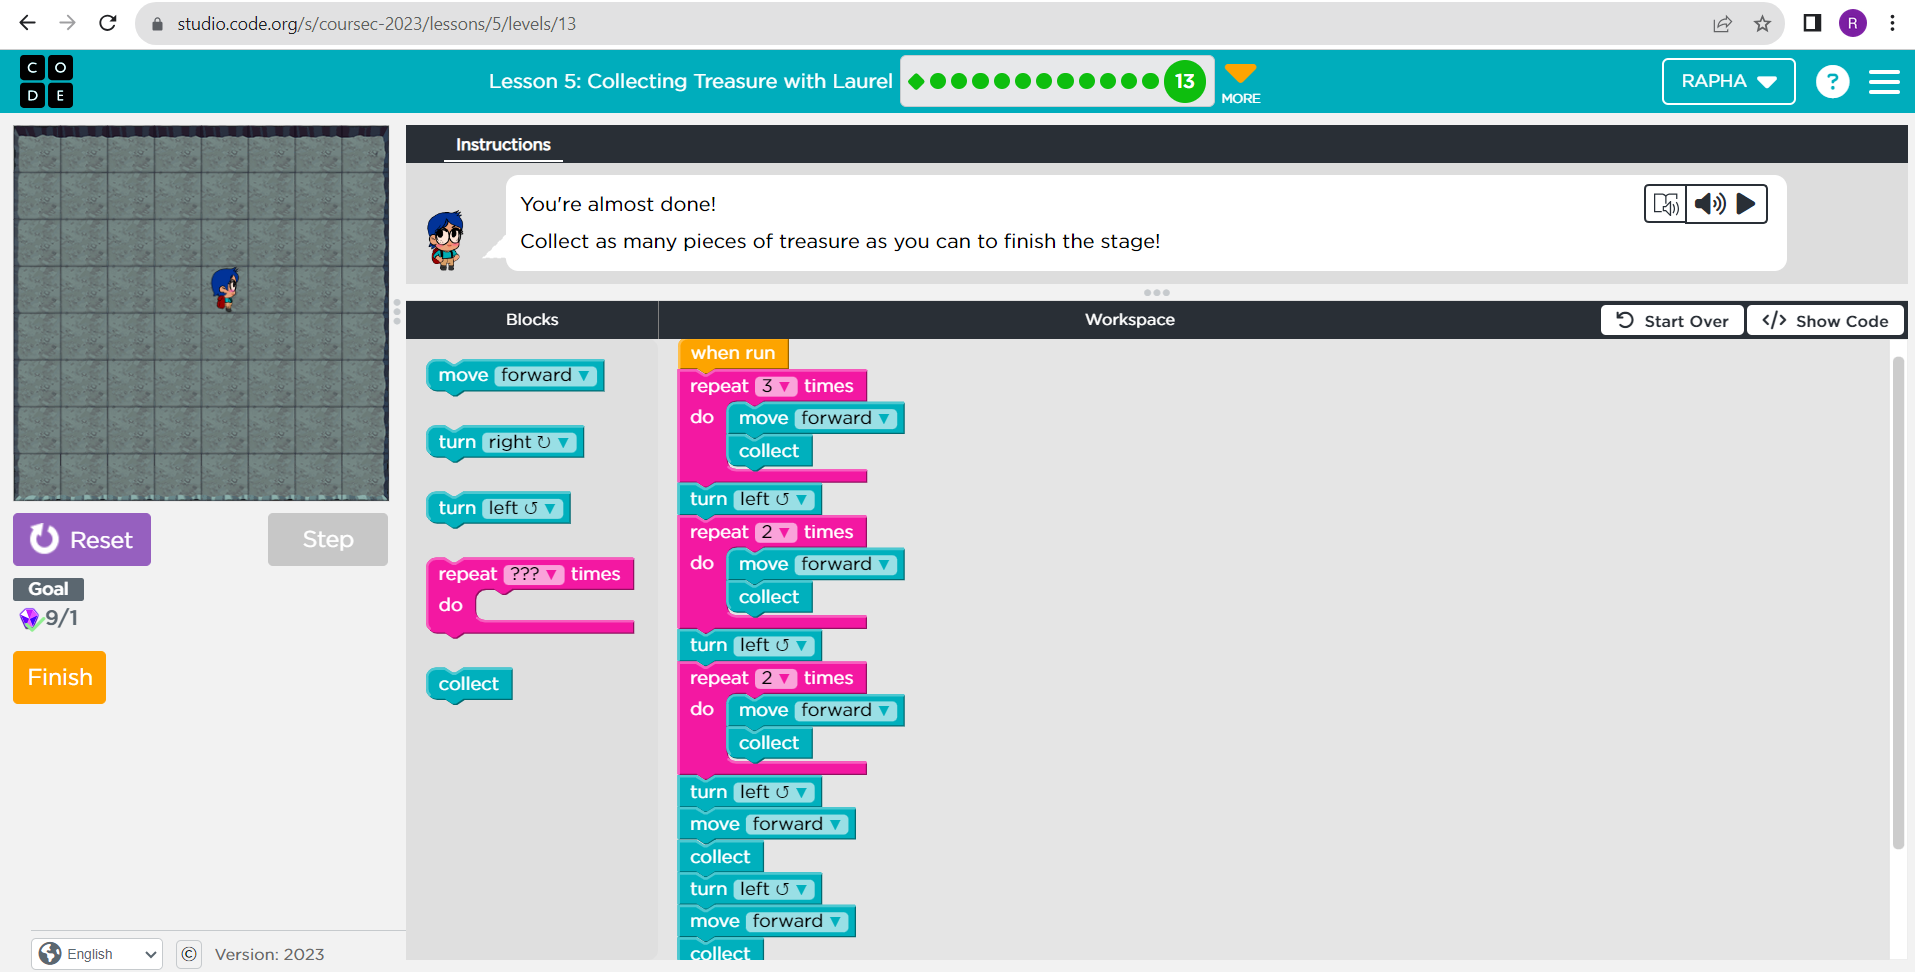 studio.code.org/s/coursec-2023/lessons/5/levels/13
R
C O
D E
Lesson 5: Collecting Treasure with Laurel
13
MORE
RAPHA
?
Instructions
You're almost done!
Collect as many pieces of treasure as you can to finish the stage!
Blocks
Workspace
Start Over
</> Show Code
move forward
turn right ↻
turn left ↺
repeat ??? times
do
collect
when run
repeat 3 times
do move forward
collect
turn left ↺
repeat 2 times
do move forward
collect
turn left ↺
repeat 2 times
do move forward
collect
turn left ↺
move forward
collect
turn left ↺
move forward
collect
Reset
Step
Goal
9/1
Finish
English
©
Version: 2023